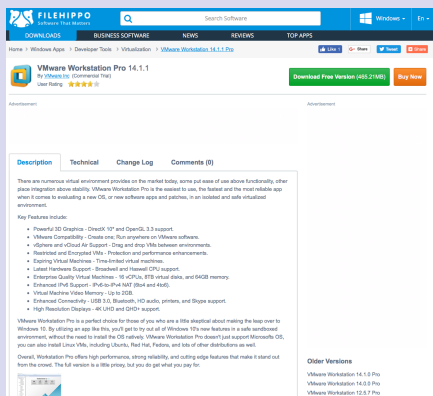 FILEHIPPO
Software That Matters
Search Software
Windows
En
DOWNLOADS
BUSINESS SOFTWARE
NEWS
REVIEWS
TOP APPS
Home > Windows Apps > Developer Tools > Virtualization > VMware Workstation 14.1.1 Pro
Like 1
Share
Tweet
Share
VMware Workstation Pro 14.1.1
By VMware Inc (Commercial Trial)
User Rating
Download Free Version (465.21MB)
Buy Now
Advertisement
Advertisement
Description
Technical
Change Log
Comments (0)
There are numerous virtual environment providers on the market today, some put ease of use above functionality, other
place integration above stability. VMware Workstation Pro is the easiest to use, the fastest and the most reliable app
when it comes to evaluating a new OS, or new software apps and patches, in an isolated and safe virtualized
environment.
Key Features include:
• Powerful 3D Graphics - DirectX 10* and OpenGL 3.3 support.
• VMware Compatibility - Create one; Run anywhere on VMware software.
• vSphere and vCloud Air Support - Drag and drop VMs between environments.
• Restricted and Encrypted VMs - Protection and performance enhancements.
• Expiring Virtual Machines - Time-limited virtual machines.
• Latest Hardware Support - Broadwell and Haswell CPU support.
• Enterprise Quality Virtual Machines - 16 vCPUs, 8TB virtual disks, and 64GB memory.
• Enhanced IPv6 Support - IPv6-to-IPv4 NAT (6to4 and 4to6).
• Virtual Machine Video Memory - Up to 2GB.
• Enhanced Connectivity - USB 3.0, Bluetooth, HD audio, printers, and Skype support.
• High Resolution Displays - 4K UHD and QHD+ support.
VMware Workstation Pro is a perfect choice for those of you who are a little skeptical about making the leap over to
Windows 10. By utilizing an app like this, you'll get to try out all of Windows 10's new features in a safe sandboxed
environment, without the need to install the OS natively. VMware Workstation Pro doesn't just support Microsofts OS,
you can also install Linux VMs, including Ubuntu, Red Hat, Fedora, and lots of other distributions as well.
Overall, Workstation Pro offers high performance, strong reliability, and cutting edge features that make it stand out
from the crowd. The full version is a little pricey, but you do get what you pay for.
Older Versions
VMware Workstation 14.1.0 Pro
VMware Workstation 14.0.0 Pro
VMware Workstation 12.5.7 Pro